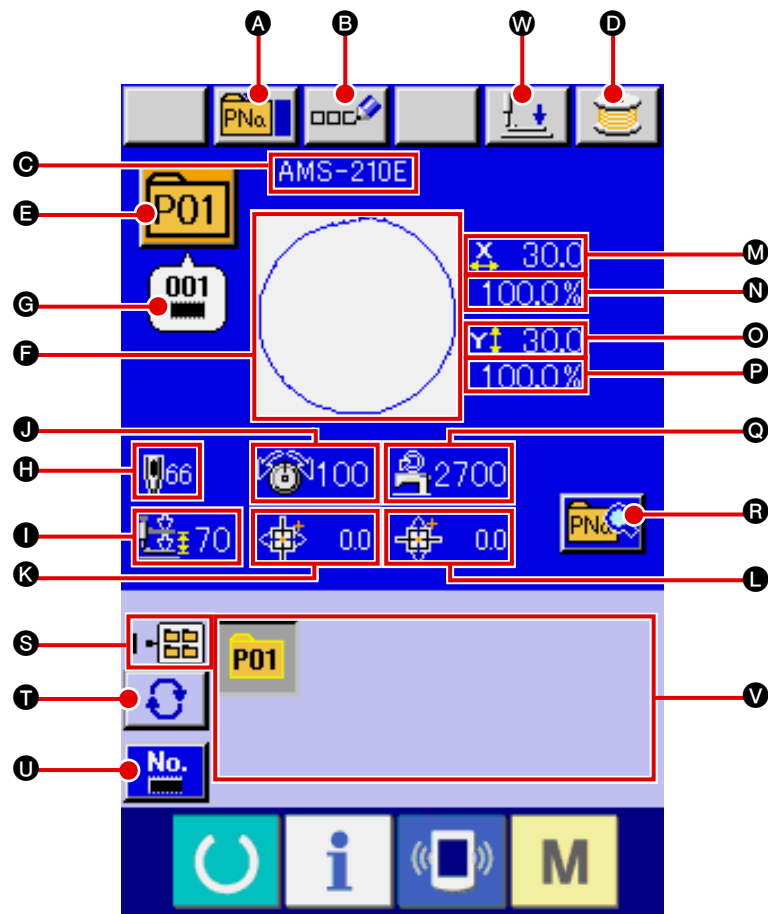 A B W D
PNo.
C AMS-210E
E P01
X 30.0 M
G 001
100.0% N
F
Y 30.0 O
100.0% P
J Q
H 66 100 2700
PNo. R
I 70 0.0 0.0
K L
S P01
T V
U No.
i M